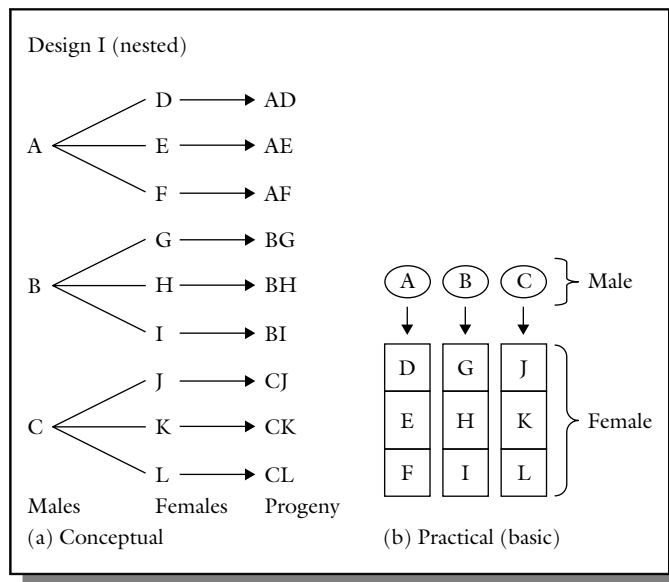 Design I (nested)
D AD
A E AE
F AF
G BG
B H BH
I BI
J CJ
C K CK
L CL
Males Females Progeny
(a) Conceptual
A B C Male
D G J
E H K Female
F I L
(b) Practical (basic)